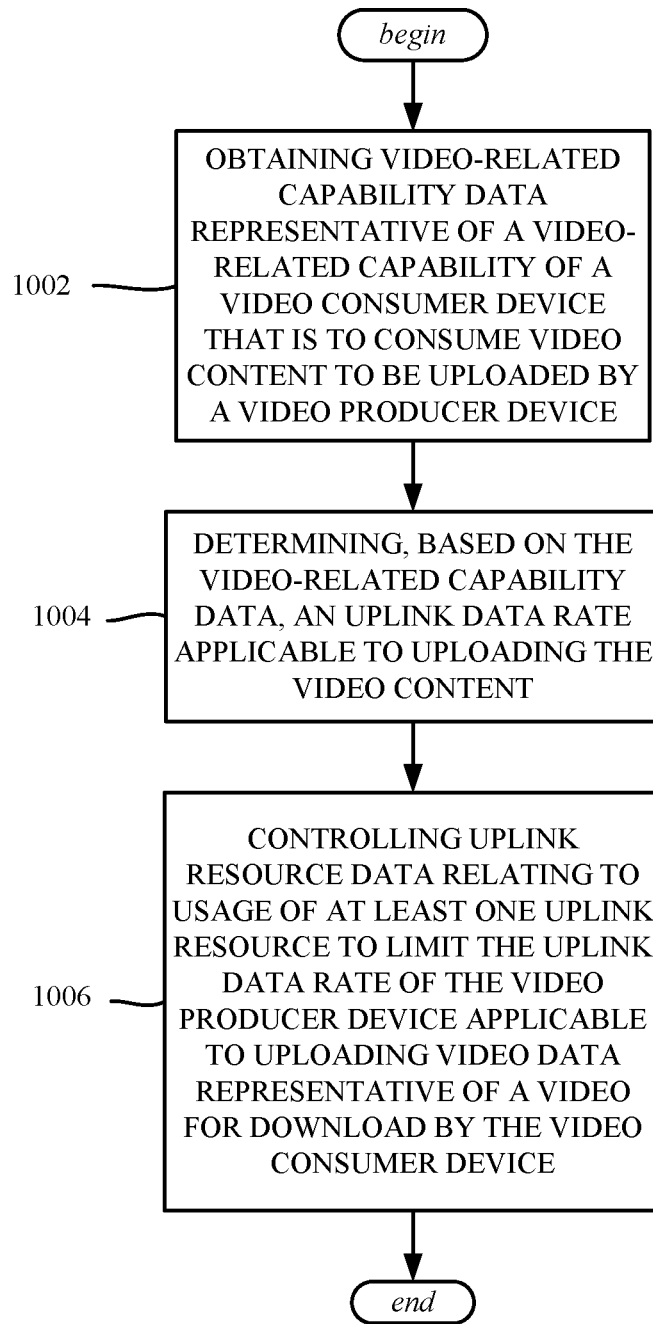 begin
OBTAINING VIDEO-RELATED
CAPABILITY DATA
REPRESENTATIVE OF A VIDEO-
RELATED CAPABILITY OF A
VIDEO CONSUMER DEVICE
THAT IS TO CONSUME VIDEO
CONTENT TO BE UPLOADED BY
A VIDEO PRODUCER DEVICE
1002
DETERMINING, BASED ON THE
VIDEO-RELATED CAPABILITY
DATA, AN UPLINK DATA RATE
APPLICABLE TO UPLOADING THE
VIDEO CONTENT
1004
CONTROLLING UPLINK
RESOURCE DATA RELATING TO
USAGE OF AT LEAST ONE UPLINK
RESOURCE TO LIMIT THE UPLINK
DATA RATE OF THE VIDEO
PRODUCER DEVICE APPLICABLE
TO UPLOADING VIDEO DATA
REPRESENTATIVE OF A VIDEO
FOR DOWNLOAD BY THE VIDEO
CONSUMER DEVICE
1006
end